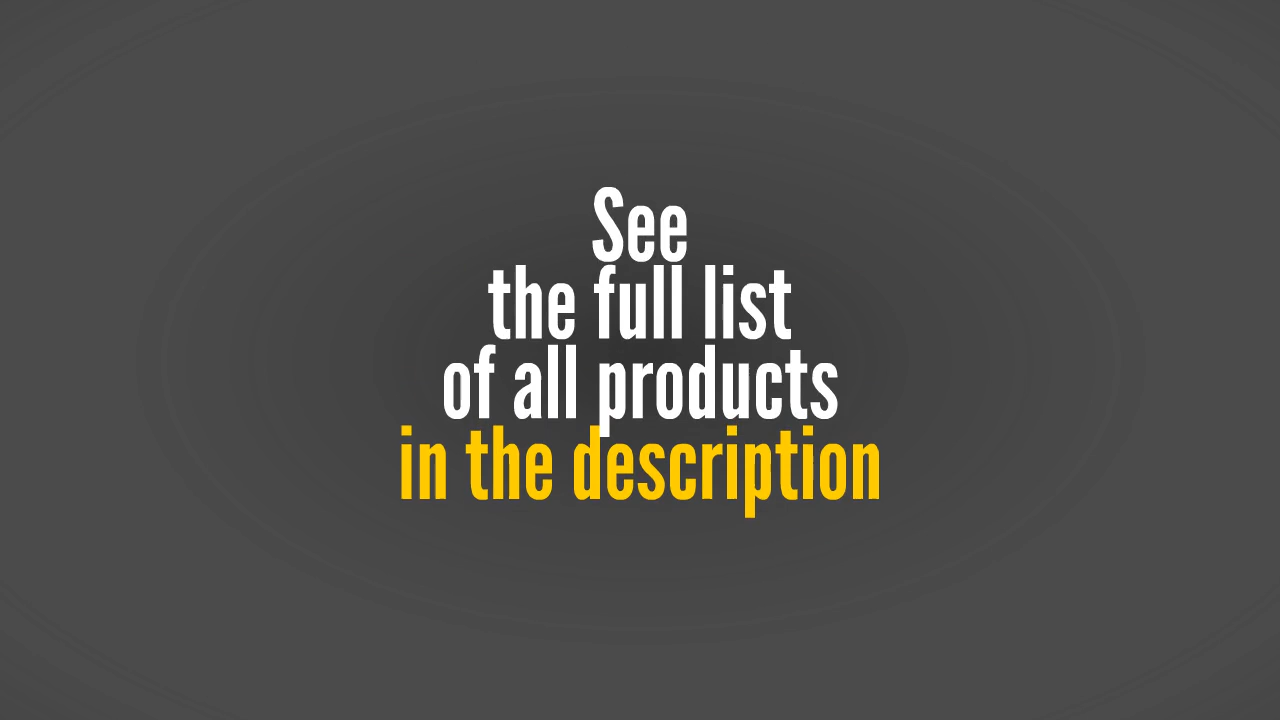 See
the full list
of all products
in the description